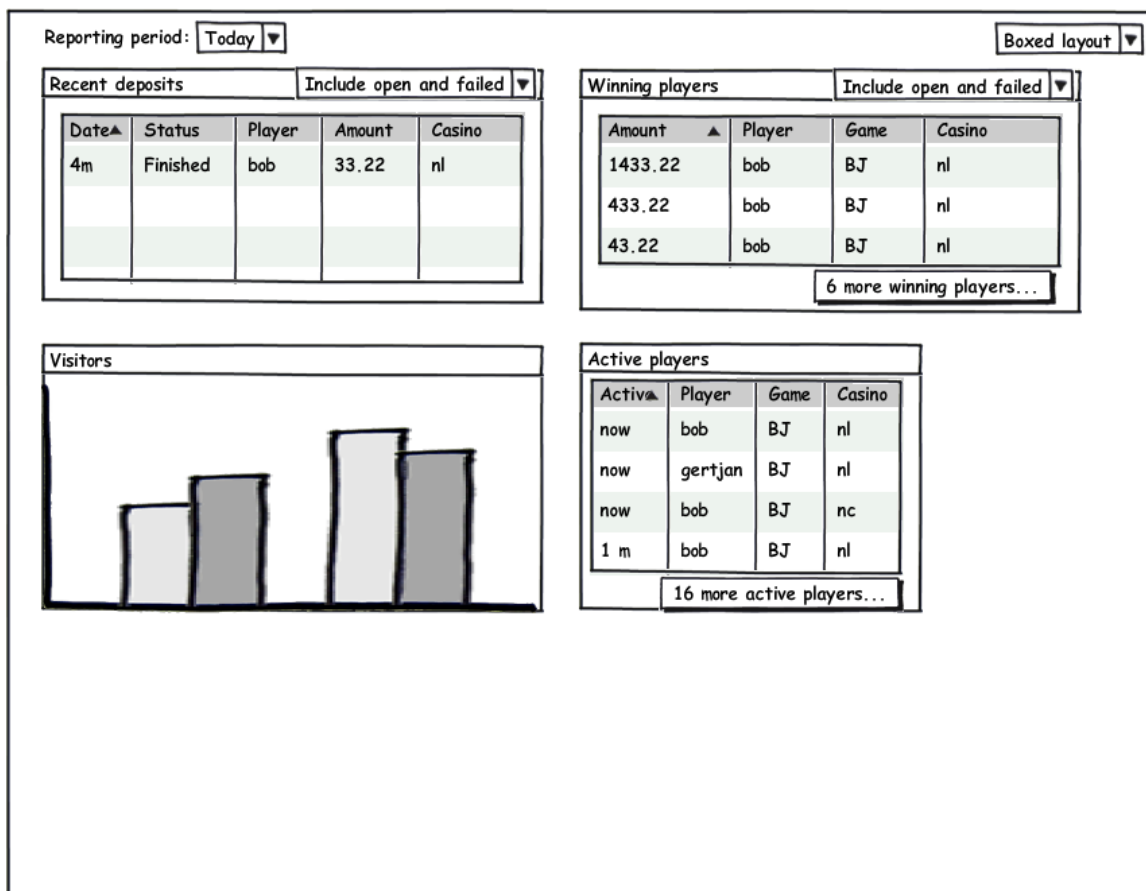 Reporting period: Today
Boxed layout
Recent deposits
Include open and failed
Date Status Player Amount Casino
4m Finished bob 33.22 nl
Winning players
Include open and failed
Amount Player Game Casino
1433.22 bob BJ nl
433.22 bob BJ nl
43.22 bob BJ nl
6 more winning players...
Visitors
Active players
Active Player Game Casino
now bob BJ nl
now gertjan BJ nl
now bob BJ nc
1 m bob BJ nl
16 more active players...